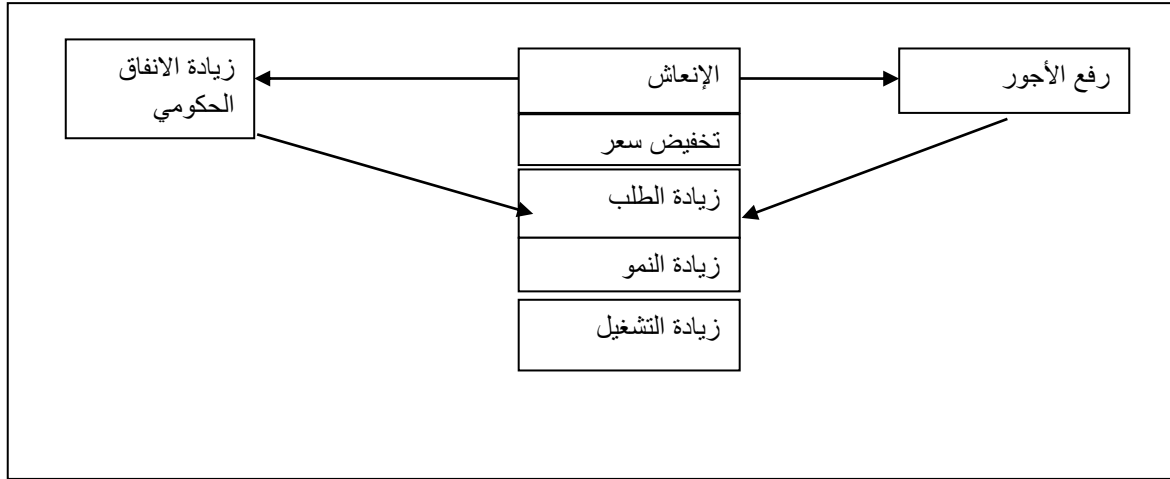 رفع الأجور
الإنعاش
زيادة الانفاق
الحكومي
تخفيض سعر
زيادة الطلب
زيادة النمو
زيادة التشغيل